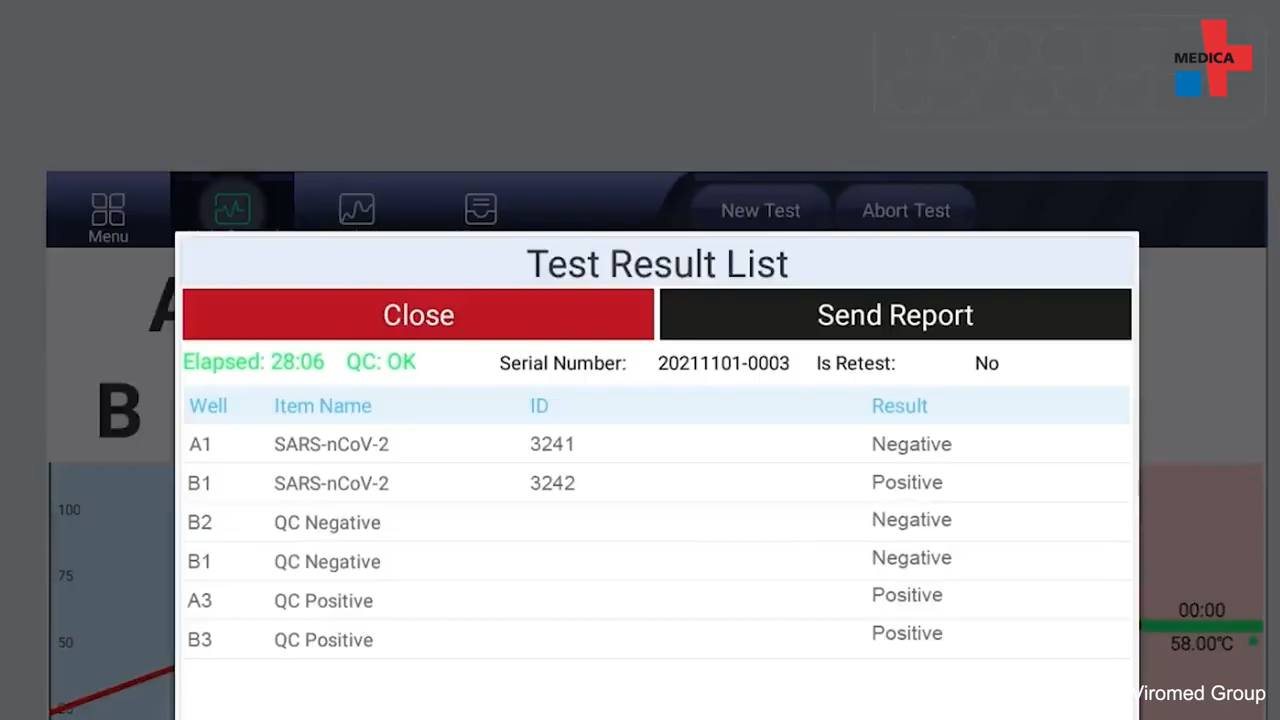 MEDICA
Menu
New Test
Abort Test
Test Result List
Close
Send Report
Elapsed: 28:06 QC: OK Serial Number: 20211101-0003 Is Retest: No
Well Item Name ID Result
A1 SARS-nCoV-2 3241 Negative
B1 SARS-nCoV-2 3242 Positive
B2 QC Negative Negative
B1 QC Negative Negative
A3 QC Positive Positive
B3 QC Positive Positive
A
B
100
75
50
25
00:00
58.00℃
Viromed Group